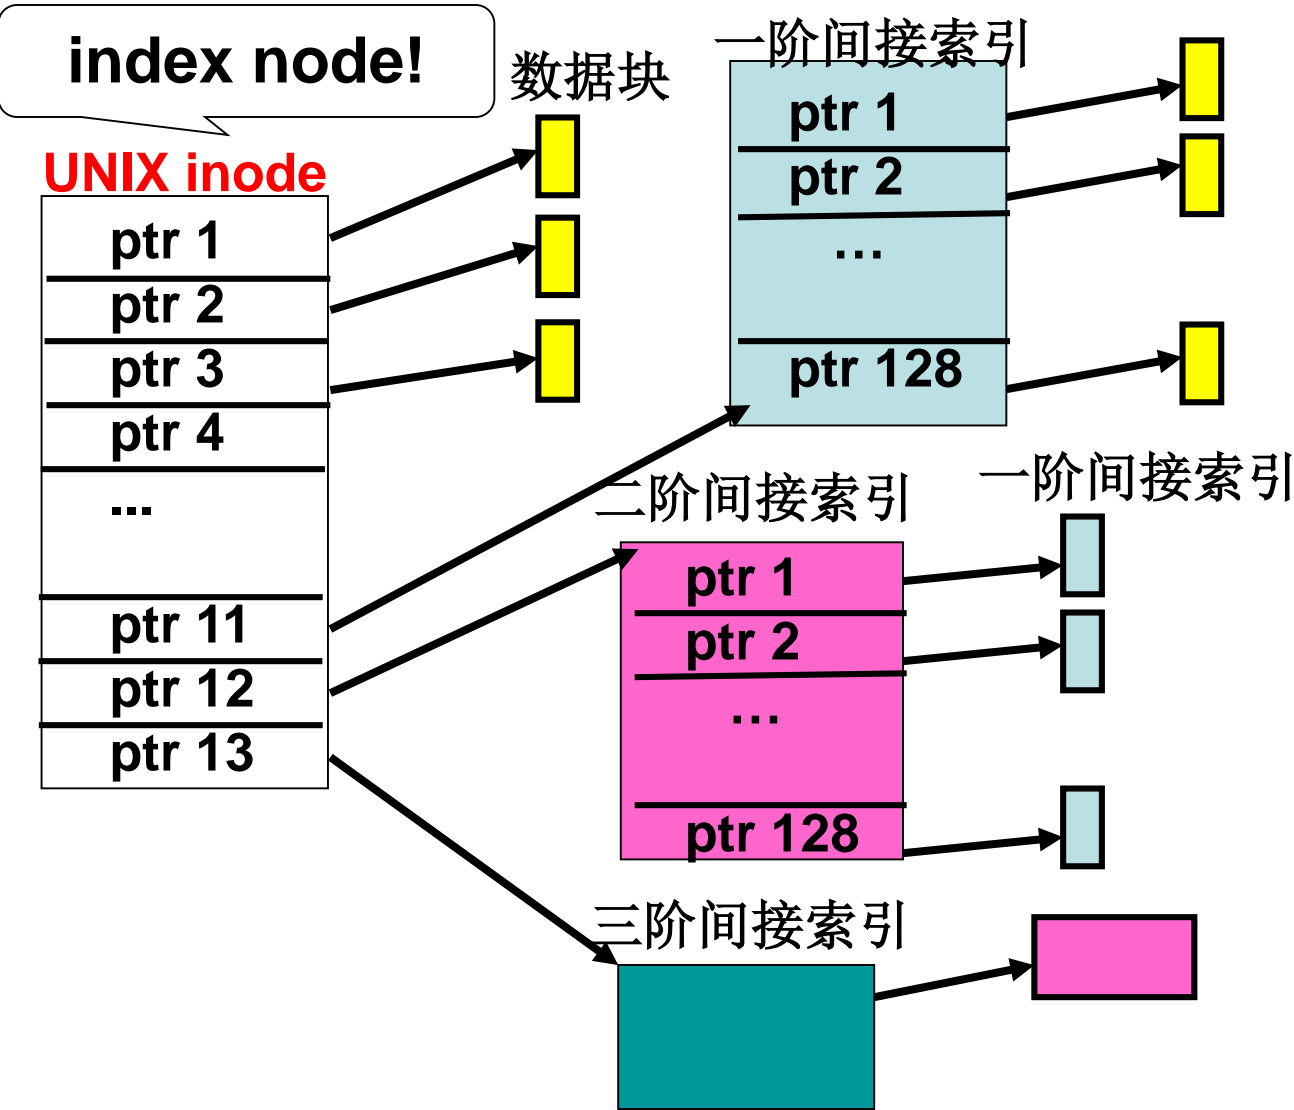 index node!
数据块
UNIX inode
ptr 1
ptr 2
ptr 3
ptr 4
...
ptr 11
ptr 12
ptr 13
一阶间接索引
ptr 1
ptr 2
…
ptr 128
二阶间接索引
ptr 1
ptr 2
…
ptr 128
一阶间接索引
三阶间接索引